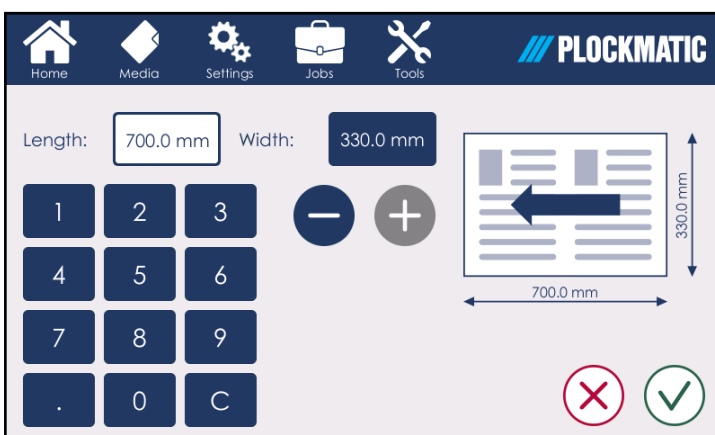 Home Media Settings Jobs Tools PLOCKMATIC
Length: 700.0 mm Width: 330.0 mm
1 2 3
4 5 6
7 8 9
. 0 C
330.0 mm
700.0 mm